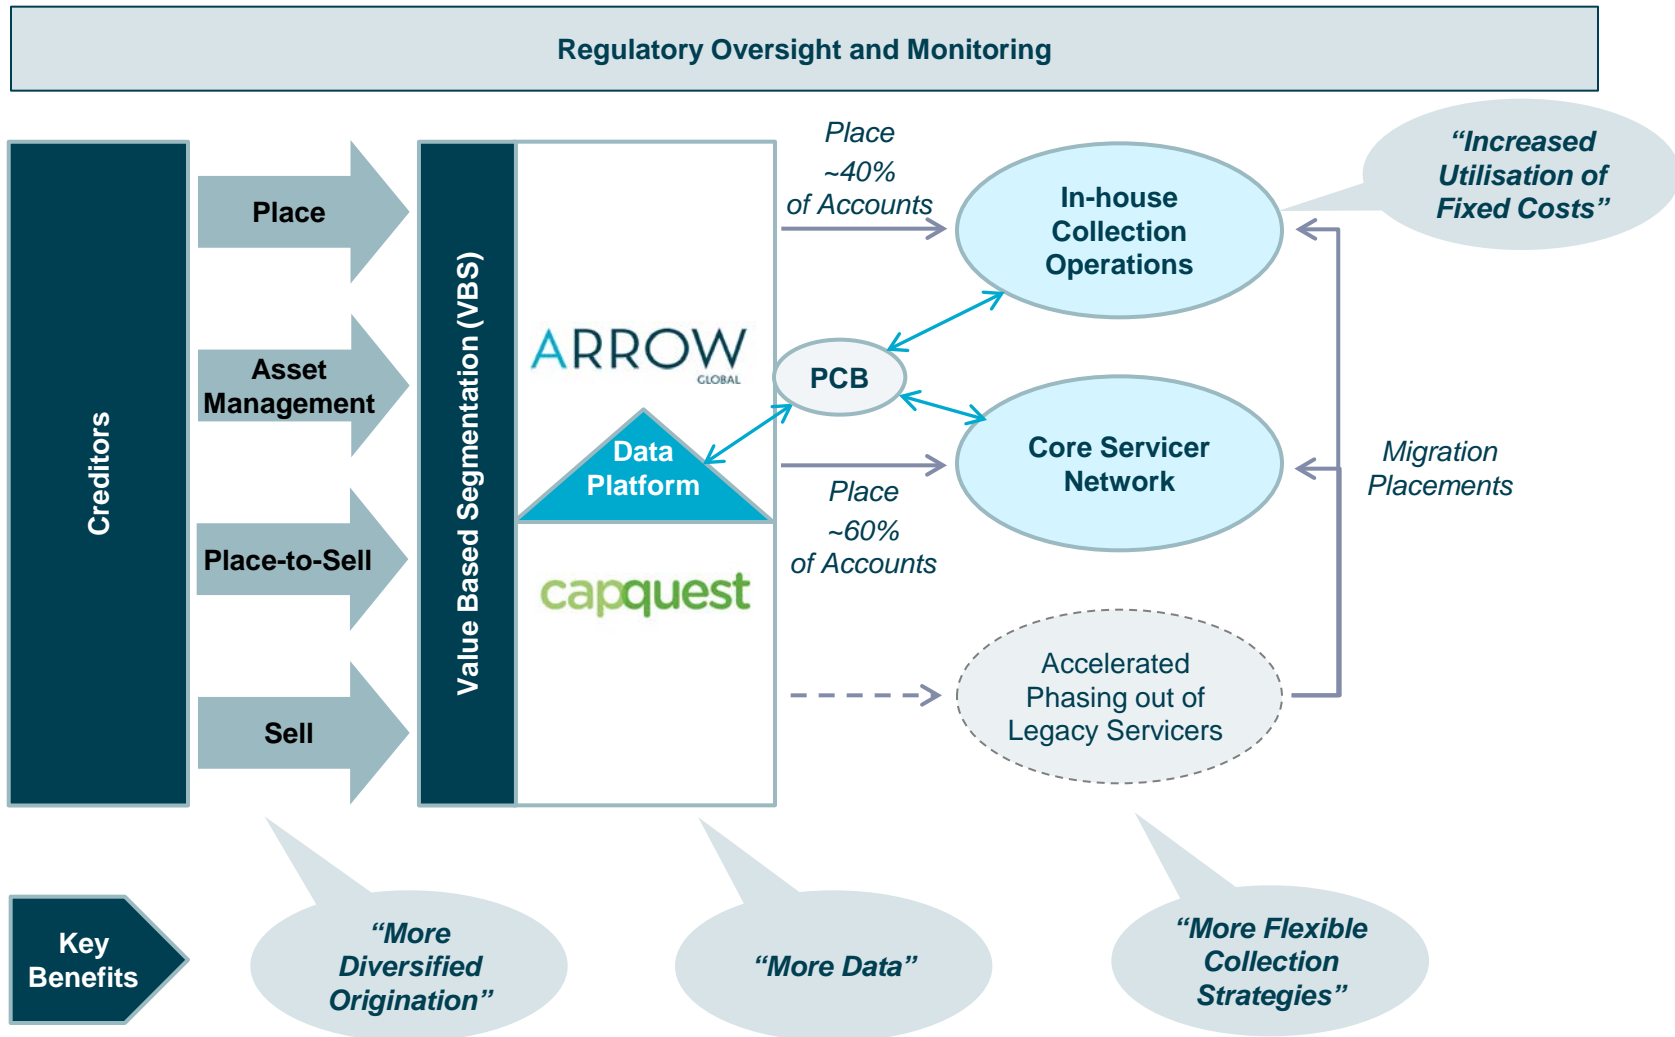 Regulatory Oversight and Monitoring
Creditors
Place
Asset
Management
Place-to-Sell
Sell
Value Based Segmentation (VBS)
ARROW
GLOBAL
Data
Platform
capquest
Place
~40%
of Accounts
PCB
Place
~60%
of Accounts
In-house
Collection
Operations
Core Servicer
Network
Accelerated
Phasing out of
Legacy Servicers
Migration
Placements
“Increased
Utilisation of
Fixed Costs”
Key
Benefits
“More
Diversified
Origination”
“More Data”
“More Flexible
Collection
Strategies”